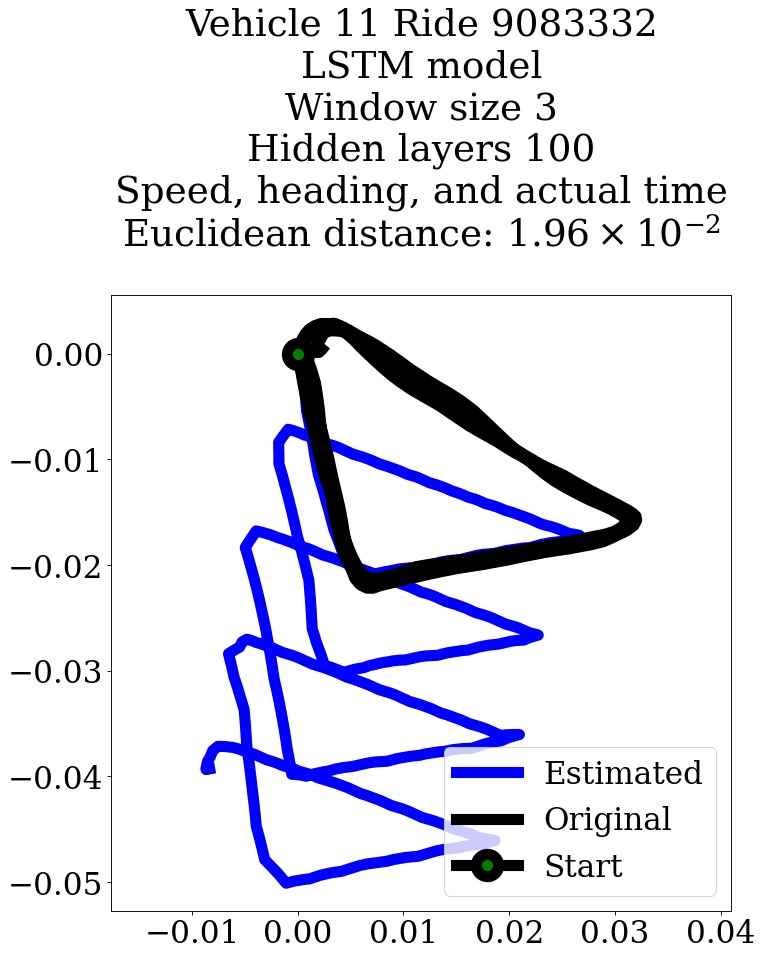 Vehicle 11 Ride 9083332
LSTM model
Window size 3
Hidden layers 100
Speed, heading, and actual time
Euclidean distance: 1.96 × 10⁻²
0.00
−0.01
−0.02
−0.03
−0.04
−0.05
Estimated
Original
Start
−0.01 0.00 0.01 0.02 0.03 0.04